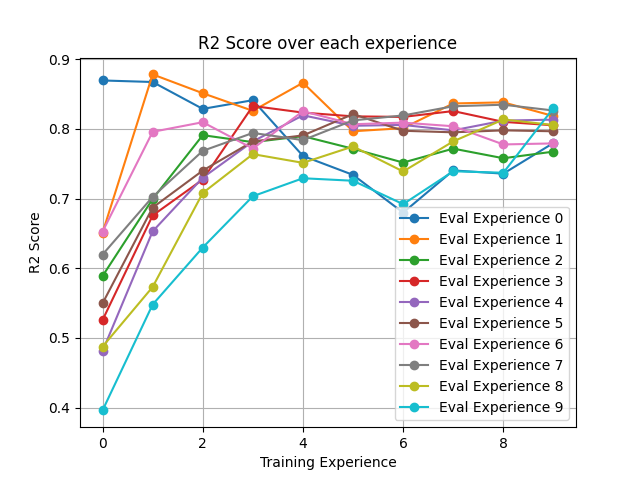 R2 Score over each experience
0.9
0.8
0.7
0.6
0.5
0.4
R2 Score
0
2
4
6
8
Training Experience
Eval Experience 0
Eval Experience 1
Eval Experience 2
Eval Experience 3
Eval Experience 4
Eval Experience 5
Eval Experience 6
Eval Experience 7
Eval Experience 8
Eval Experience 9